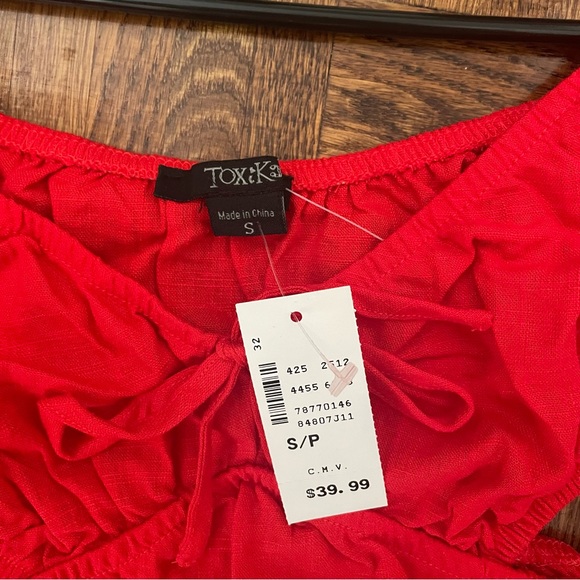 TOXiK3
Made in China
S
32
425
4455
78770146
84807J11
S/P
C.M.V.
$39.99